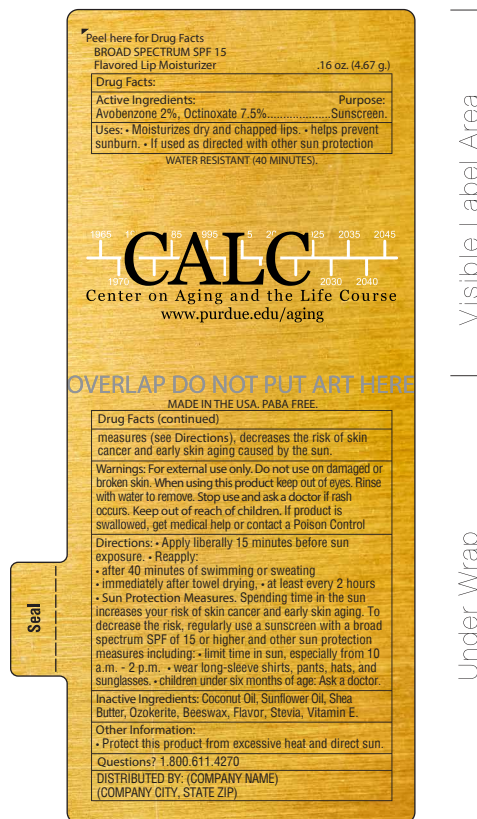 Peel here for Drug Facts
BROAD SPECTRUM SPF 15
Flavored Lip Moisturizer .16 oz. (4.67 g.)
Drug Facts:
Active Ingredients: Purpose:
Avobenzone 2%, Octinoxate 7.5%....................Sunscreen.
Uses: • Moisturizes dry and chapped lips. • helps prevent
sunburn. • If used as directed with other sun protection
WATER RESISTANT (40 MINUTES).
1965 85 995 5 20 025 2035 2045
CALC
1970 2030 2040
Center on Aging and the Life Course
www.purdue.edu/aging
OVERLAP DO NOT PUT ART HERE
MADE IN THE USA. PABA FREE.
Drug Facts (continued)
measures (see Directions), decreases the risk of skin
cancer and early skin aging caused by the sun.
Warnings: For external use only. Do not use on damaged or
broken skin. When using this product keep out of eyes. Rinse
with water to remove. Stop use and ask a doctor if rash
occurs. Keep out of reach of children. If product is
swallowed, get medical help or contact a Poison Control
Directions: • Apply liberally 15 minutes before sun
exposure. • Reapply:
• after 40 minutes of swimming or sweating
• immediately after towel drying, • at least every 2 hours
• Sun Protection Measures. Spending time in the sun
increases your risk of skin cancer and early skin aging. To
decrease the risk, regularly use a sunscreen with a broad
spectrum SPF of 15 or higher and other sun protection
measures including: • limit time in sun, especially from 10
a.m. - 2 p.m. • wear long-sleeve shirts, pants, hats, and
sunglasses. • children under six months of age: Ask a doctor.
Inactive Ingredients: Coconut Oil, Sunflower Oil, Shea
Butter, Ozokerite, Beeswax, Flavor, Stevia, Vitamin E.
Other Information:
• Protect this product from excessive heat and direct sun.
Questions? 1.800.611.4270
DISTRIBUTED BY: (COMPANY NAME)
(COMPANY CITY, STATE ZIP)
Seal
Visible Label Area
Under Wrap